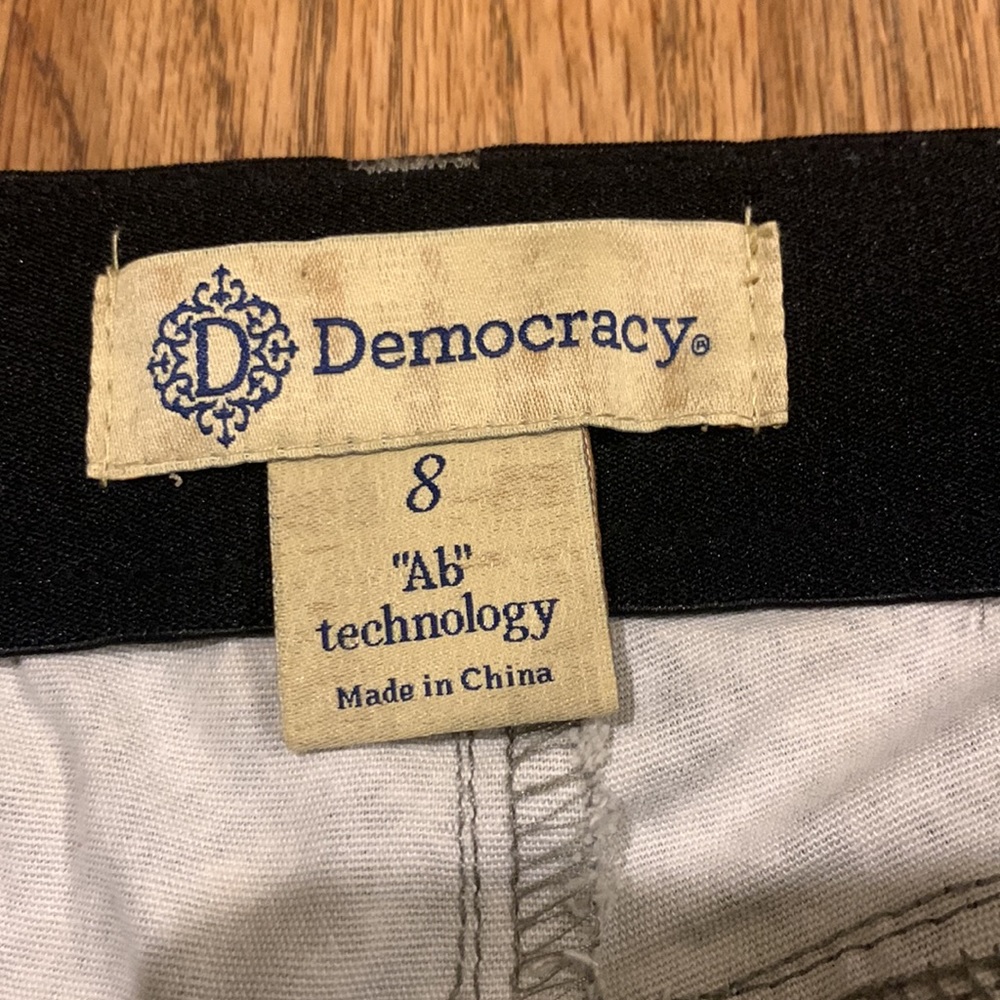 D Democracy®
8
"Ab"
technology
Made in China